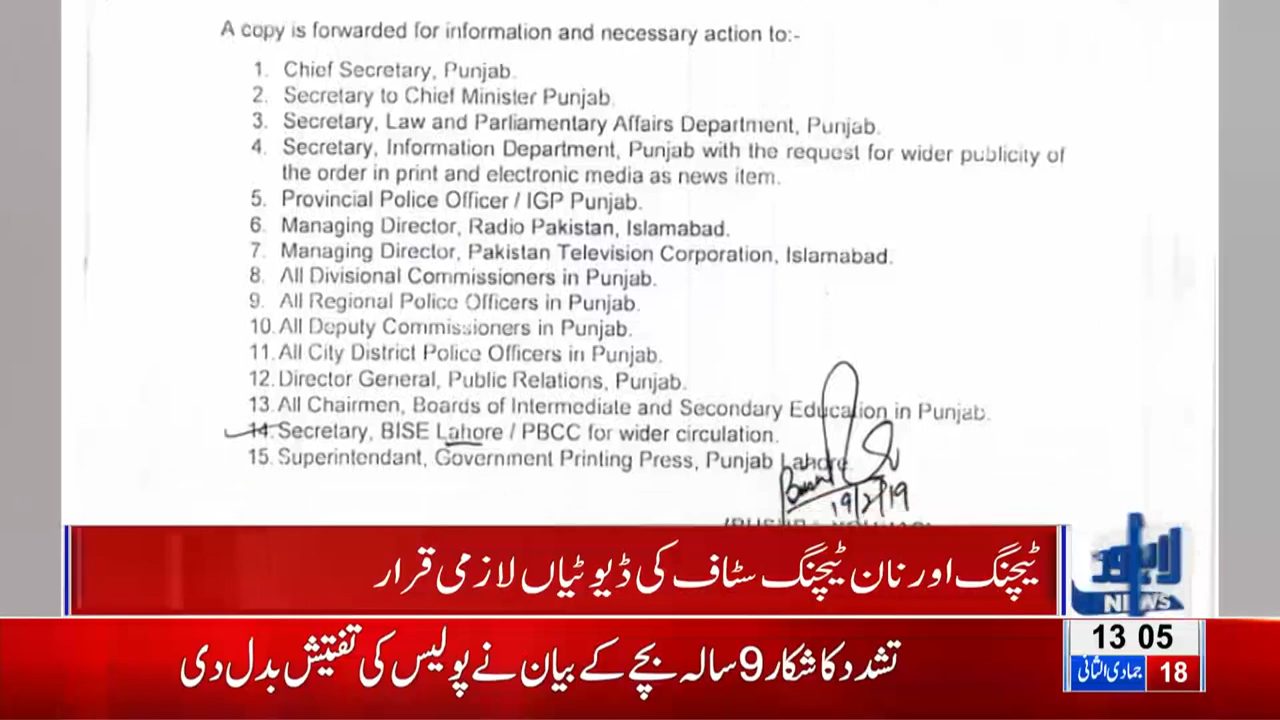 A copy is forwarded for information and necessary action to:-
1. Chief Secretary, Punjab.
2. Secretary to Chief Minister Punjab.
3. Secretary, Law and Parliamentary Affairs Department, Punjab.
4. Secretary, Information Department, Punjab with the request for wider publicity of
the order in print and electronic media as news item.
5. Provincial Police Officer / IGP Punjab.
6. Managing Director, Radio Pakistan, Islamabad.
7. Managing Director, Pakistan Television Corporation, Islamabad.
8. All Divisional Commissioners in Punjab.
9. All Regional Police Officers in Punjab.
10. All Deputy Commissioners in Punjab.
11. All City District Police Officers in Punjab.
12. Director General, Public Relations, Punjab.
13. All Chairmen, Boards of Intermediate and Secondary Education in Punjab.
14. Secretary, BISE Lahore / PBCC for wider circulation.
15. Superintendant, Government Printing Press, Punjab Lahore.
19/2/19
ٹیچنگ اور نان ٹیچنگ سٹاف کی ڈیوٹیاں لازمی قرار
لاہور
NEWS
13 05
جمادی الثانی 18
تشدد کا شکار 9 سالہ بچے کے بیان نے پولیس کی تفتیش بدل دی